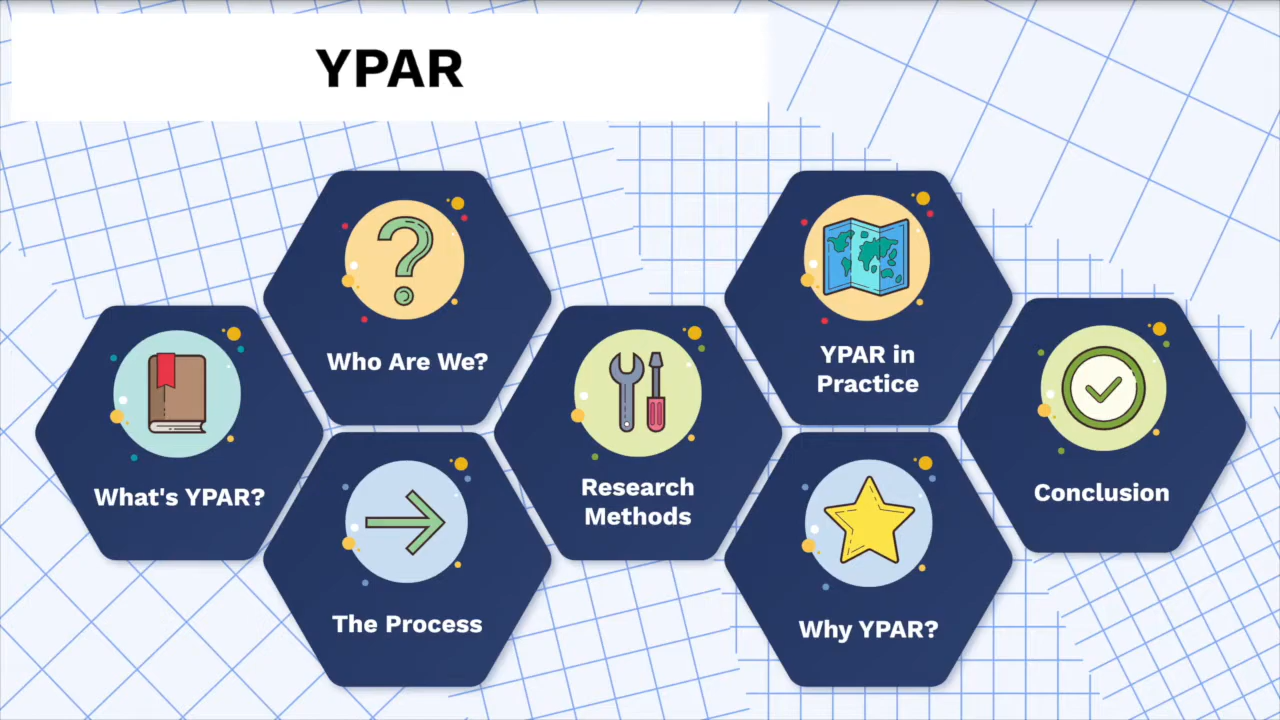 YPAR
What's YPAR?
Who Are We?
The Process
Research
Methods
YPAR in
Practice
Why YPAR?
Conclusion